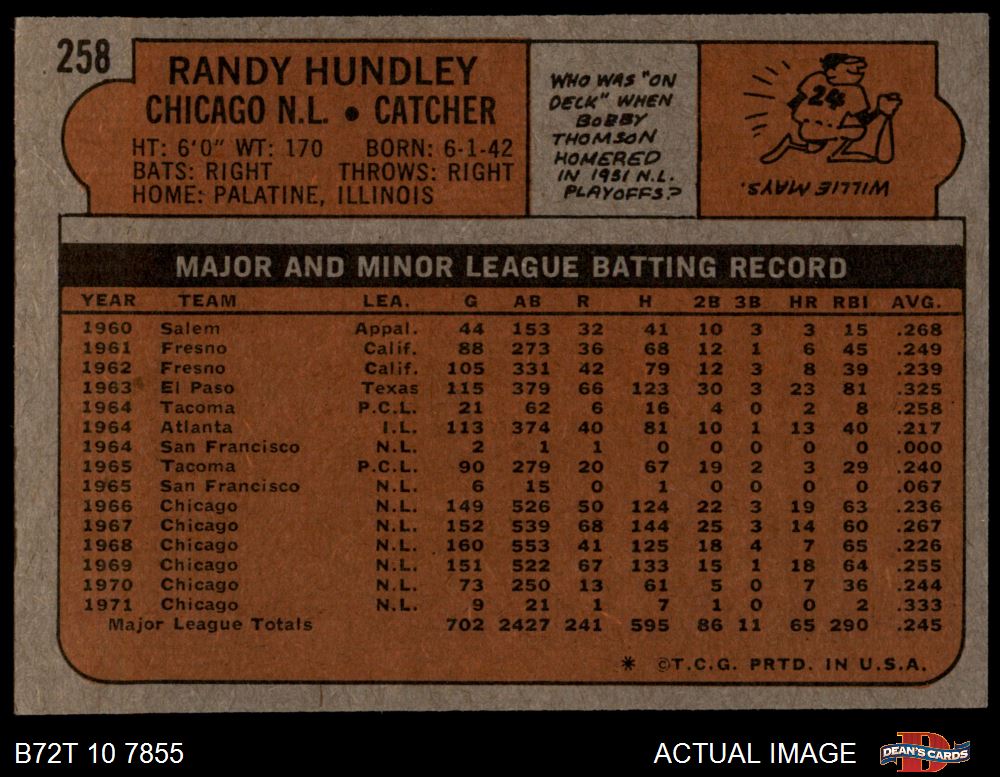 258
RANDY HUNDLEY
CHICAGO N.L. • CATCHER
HT: 6'0" WT: 170 BORN: 6-1-42
BATS: RIGHT THROWS: RIGHT
HOME: PALATINE, ILLINOIS
WHO WAS "ON
DECK" WHEN
BOBBY
THOMSON
HOMERED
IN 1951 N.L.
PLAYOFFS?
24
WILLIE MAYS.
MAJOR AND MINOR LEAGUE BATTING RECORD
YEAR TEAM LEA. G AB R H 2B 3B HR RBI AVG.
1960 Salem Appal. 44 153 32 41 10 3 3 15 .268
1961 Fresno Calif. 88 273 36 68 12 1 6 45 .249
1962 Fresno Calif. 105 331 42 79 12 3 8 39 .239
1963 El Paso Texas 115 379 66 123 30 3 23 81 .325
1964 Tacoma P.C.L. 21 62 6 16 4 0 2 8 .258
1964 Atlanta I.L. 113 374 40 81 10 1 13 40 .217
1964 San Francisco N.L. 2 1 1 0 0 0 0 0 .000
1965 Tacoma P.C.L. 90 279 20 67 19 2 3 29 .240
1965 San Francisco N.L. 6 15 0 1 0 0 0 0 .067
1966 Chicago N.L. 149 526 50 124 22 3 19 63 .236
1967 Chicago N.L. 152 539 68 144 25 3 14 60 .267
1968 Chicago N.L. 160 553 41 125 18 4 7 65 .226
1969 Chicago N.L. 151 522 67 133 15 1 18 64 .255
1970 Chicago N.L. 73 250 13 61 5 0 7 36 .244
1971 Chicago N.L. 9 21 1 7 1 0 0 2 .333
Major League Totals 702 2427 241 595 86 11 65 290 .245
* ©T.C.G. PRTD. IN U.S.A.
B72T 10 7855
ACTUAL IMAGE
DEAN'S CARDS